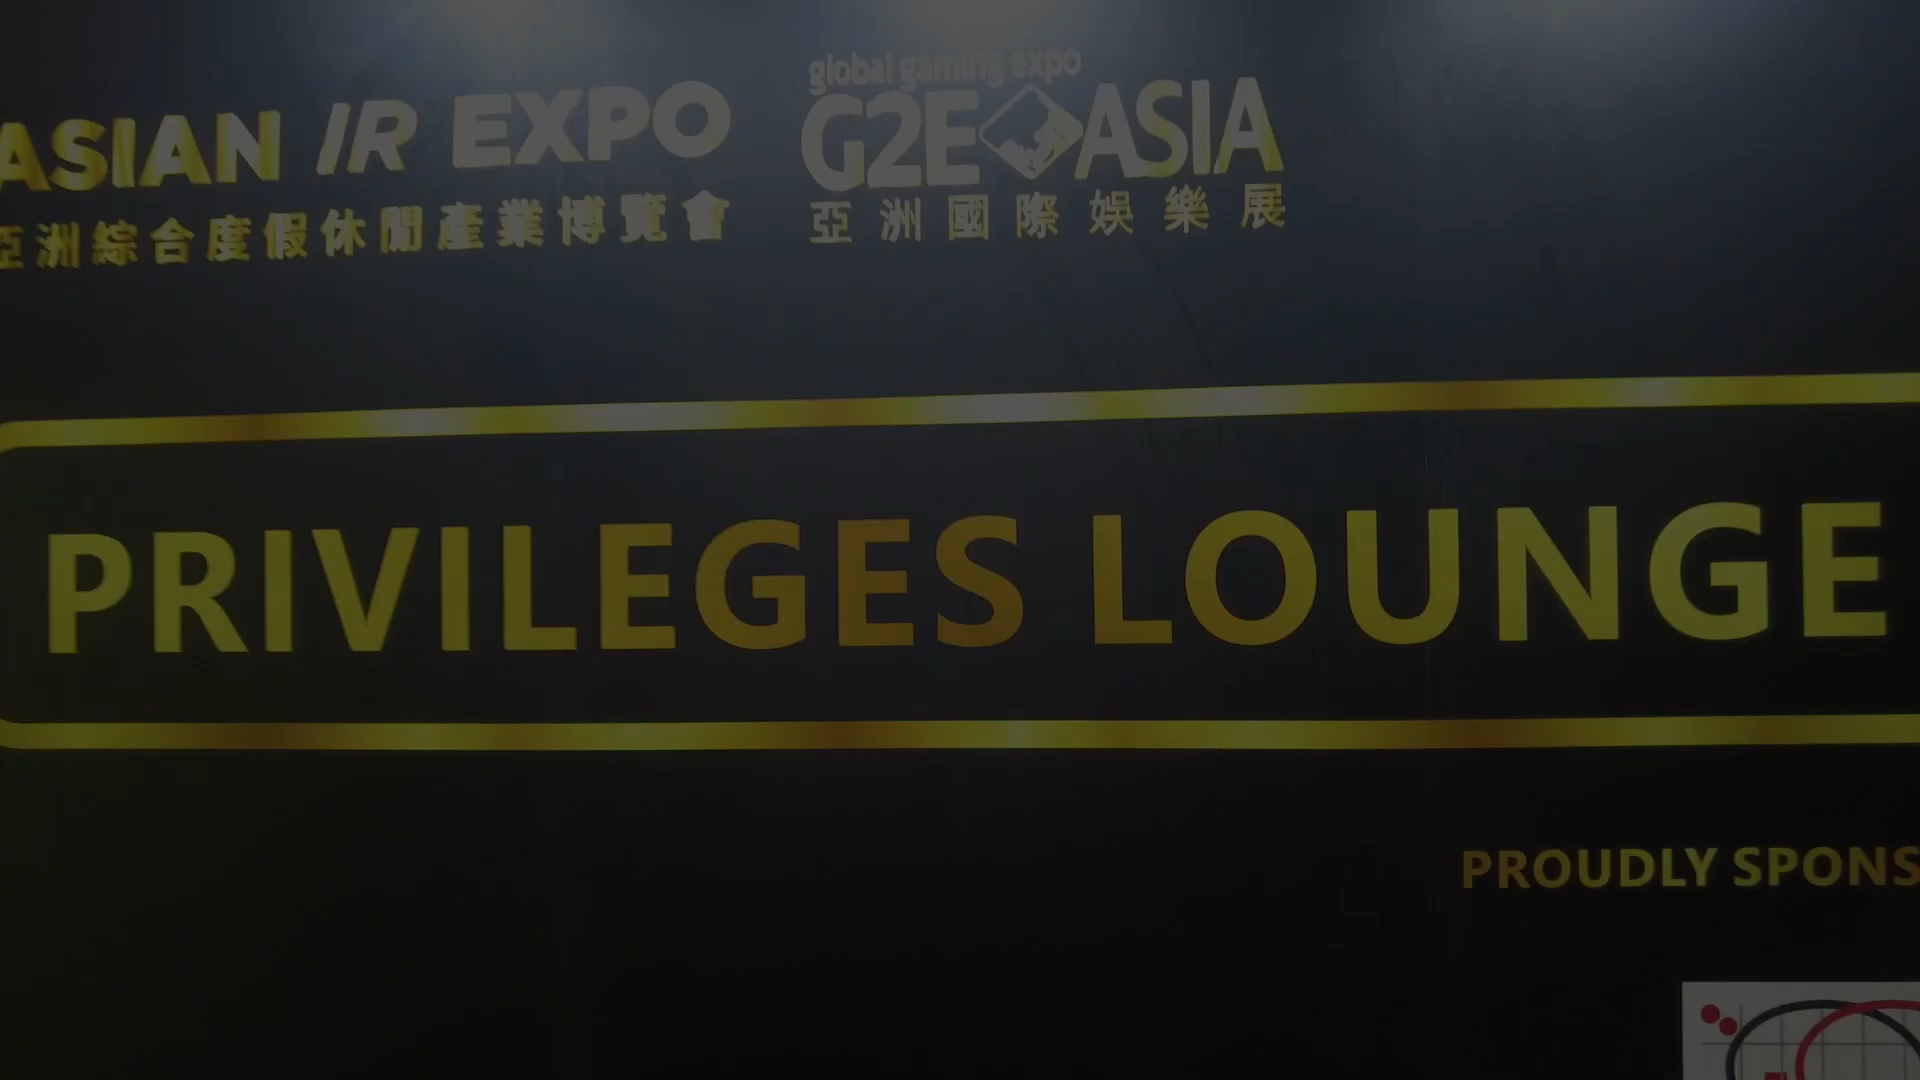 global gaming expo
ASIAN IR EXPO
G2E ASIA
亞洲綜合度假休閒產業博覽會
亞洲國際娛樂展
PRIVILEGES LOUNGE
PROUDLY SPONS